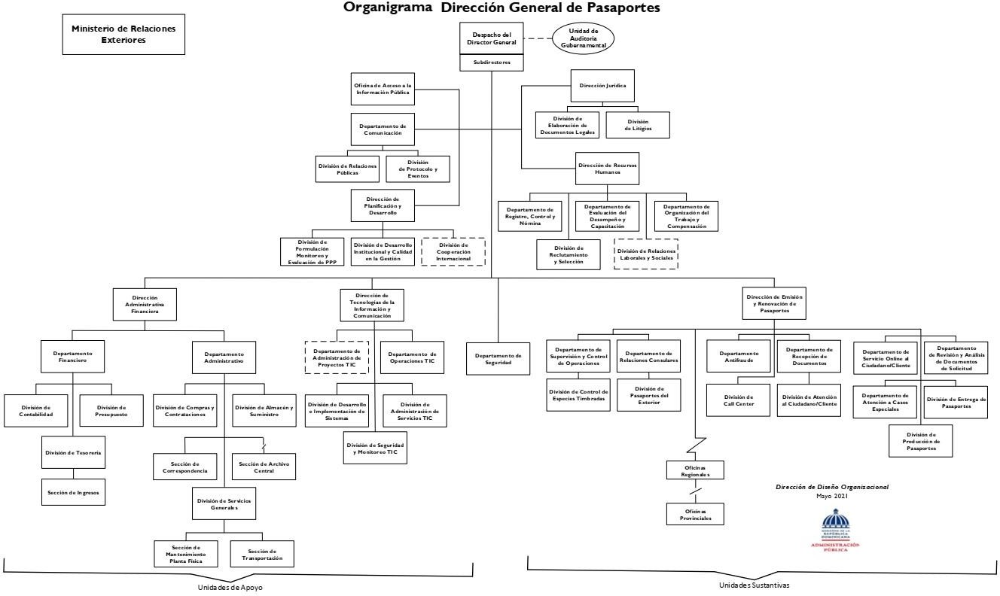 Organigrama Dirección General de Pasaportes
Ministerio de Relaciones
Exteriores
Despacho del
Director General
Subdirectores
Unidad de
Auditoria
Gubernamental
Oficina de Acceso a la
Información Pública
Dirección Jurídica
División de
Elaboración de
Documentos Legales
División
de Litigios
Departamento de
Comunicación
División de Relaciones
Públicas
División
de Protocolo y
Eventos
Dirección de Recursos
Humanos
Dirección de
Planificación y
Desarrollo
Departamento de
Registro, Control y
Nómina
Departamento de
Evaluación del
Desempeño y
Capacitación
Departamento de
Organización del
Trabajo y
Compensación
División de
Formulación
Monitoreo y
Evaluación de PPP
División de Desarrollo
Institucional y Calidad
en la Gestión
División de
Cooperación
Internacional
División de
Reclutamiento
y Selección
División de Relaciones
Laborales y Sociales
Dirección
Administrativa
Financiera
Dirección de
Tecnologías de la
Información y
Comunicación
Dirección de Emisión
y Renovación de
Pasaportes
Departamento
Financiero
Departamento
Administrativo
Departamento de
Administración de
Proyectos TIC
Departamento de
Operaciones TIC
Departamento de
Seguridad
Departamento de
Supervisión y Control
de Operaciones
Departamento de
Relaciones Consulares
Departamento
Antifraude
Departamento de
Recepción de
Documentos
Departamento de
Servicio Online al
Ciudadano/Cliente
Departamento
de Revisión y Análisis
de Documentos
de Solicitud
División de
Contabilidad
División de
Presupuesto
División de Compras y
Contrataciones
División de Almacén y
Suministro
División de Desarrollo
e Implementación de
Sistemas
División de
Administración de
Servicios TIC
División de Control de
Especies Timbradas
División de
Pasaportes del
Exterior
División de
Call Center
División de Atención
al Ciudadano/Cliente
Departamento de
Atención a Casos
Especiales
División de Entrega de
Pasaportes
División de Tesorería
Sección de Ingresos
Sección de
Correspondencia
Sección de Archivo
Central
División de Seguridad
y Monitoreo TIC
División de
Producción de
Pasaportes
Oficinas
Regionales
Oficinas
Provinciales
División de Servicios
Generales
Sección de
Mantenimiento
Planta Física
Sección de
Transportación
Dirección de Diseño Organizacional
Mayo 2021
GOBIERNO DE LA
REPÚBLICA
DOMINICANA
ADMINISTRACIÓN
PÚBLICA
Unidades de Apoyo
Unidades Sustantivas